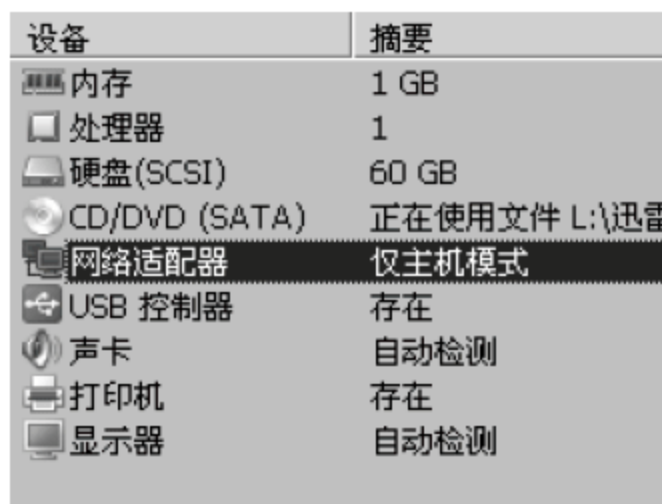 设备 摘要
内存 1 GB
处理器 1
硬盘(SCSI) 60 GB
CD/DVD (SATA) 正在使用文件 L:\迅雷
网络适配器 仅主机模式
USB 控制器 存在
声卡 自动检测
打印机 存在
显示器 自动检测